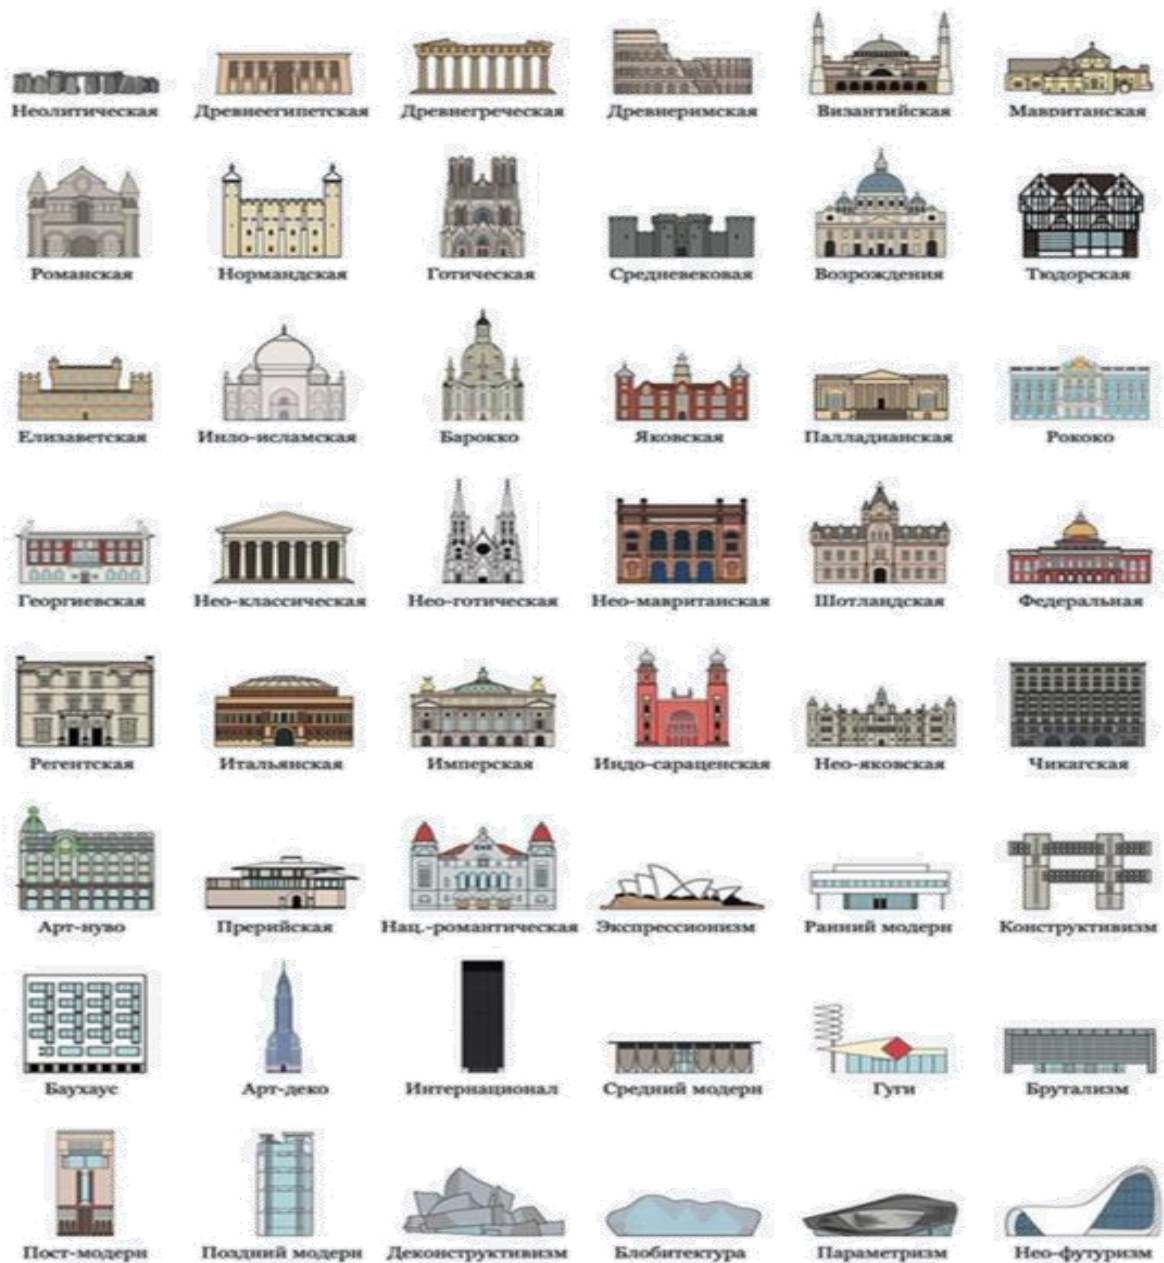 Неолитическая
Древнеегипетская
Древнегреческая
Древнеримская
Византийская
Мавританская
Романская
Нормандская
Готическая
Средневековая
Возрождения
Тюдорская
Елизаветская
Индо-исламская
Барокко
Яковская
Палладианская
Рококо
Георгиевская
Нео-классическая
Нео-готическая
Нео-мавританская
Шотландская
Федеральная
Регентская
Итальянская
Имперская
Индо-сараценская
Нео-яковская
Чикагская
Арт-нуво
Прерийская
Нац.-романтическая
Экспрессионизм
Ранний модерн
Конструктивизм
Баухаус
Арт-деко
Интернационал
Средний модерн
Гуги
Брутализм
Пост-модерн
Поздний модерн
Деконструктивизм
Блобитектура
Параметризм
Нео-футуризм